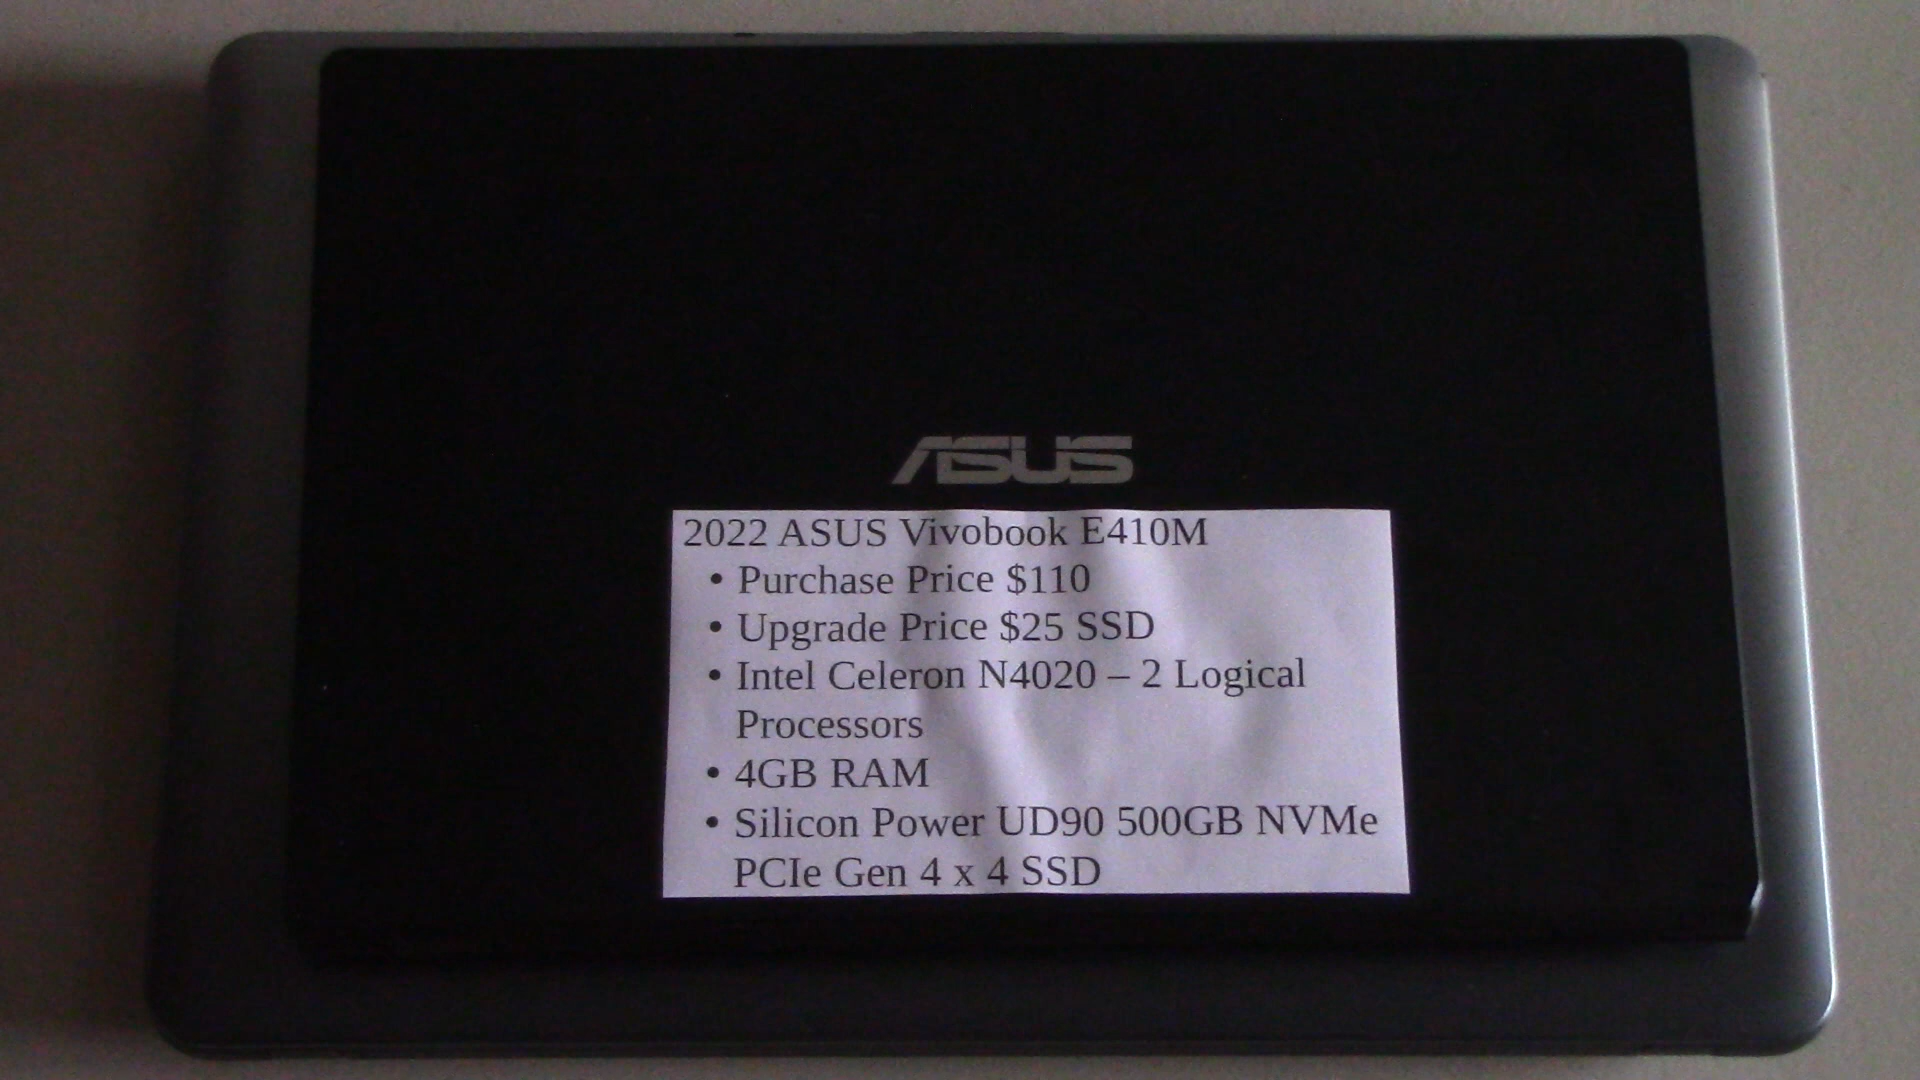 ASUS
2022 ASUS Vivobook E410M
• Purchase Price $110
• Upgrade Price $25 SSD
• Intel Celeron N4020 – 2 Logical
Processors
• 4GB RAM
• Silicon Power UD90 500GB NVMe
PCIe Gen 4 x 4 SSD